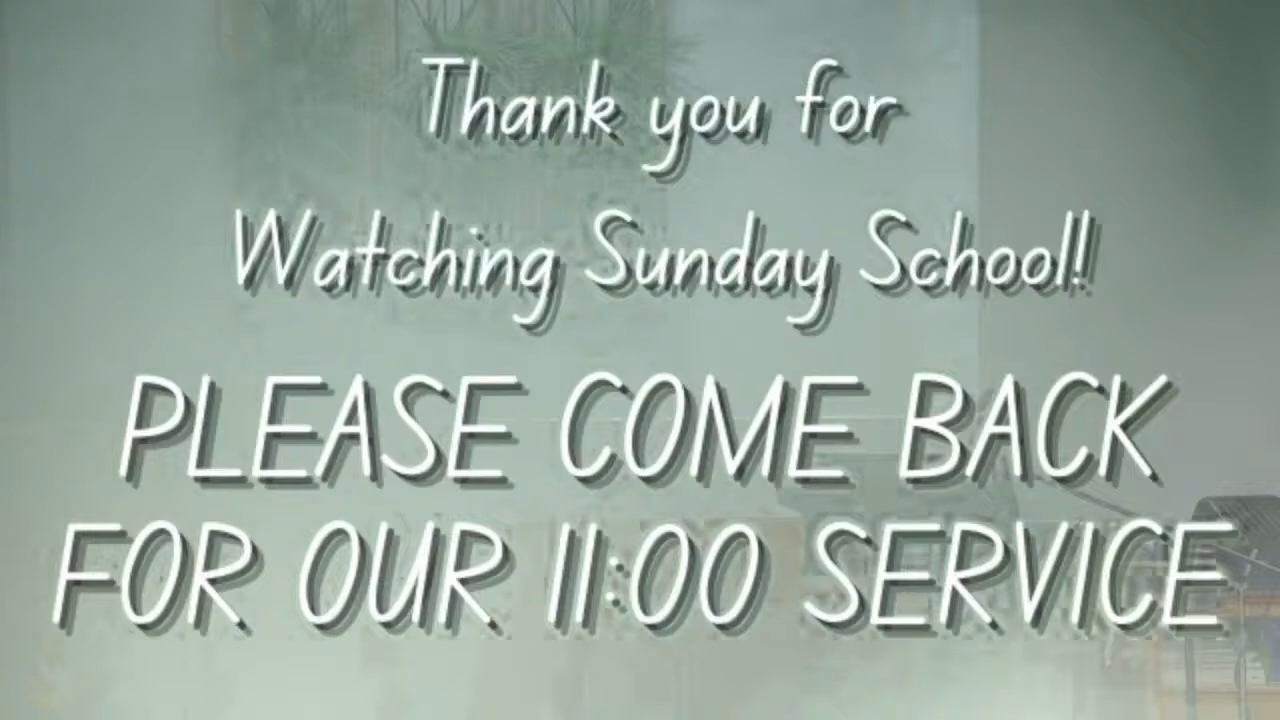 Thank you for
Watching Sunday School!
PLEASE COME BACK
FOR OUR 11:00 SERVICE